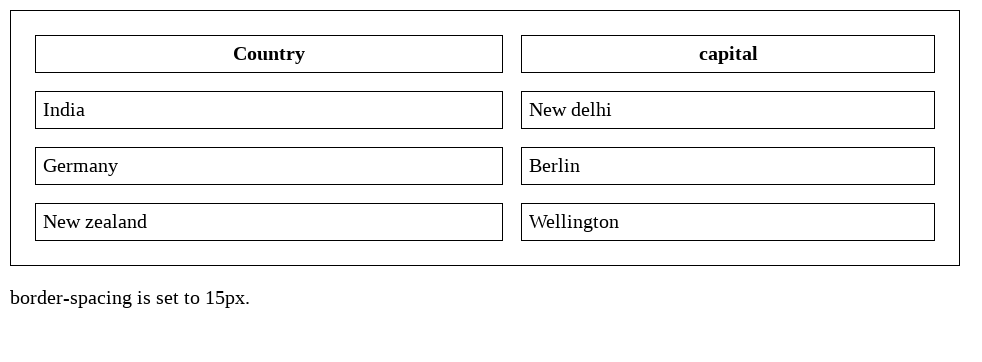 Country capital
India New delhi
Germany Berlin
New zealand Wellington
border-spacing is set to 15px.